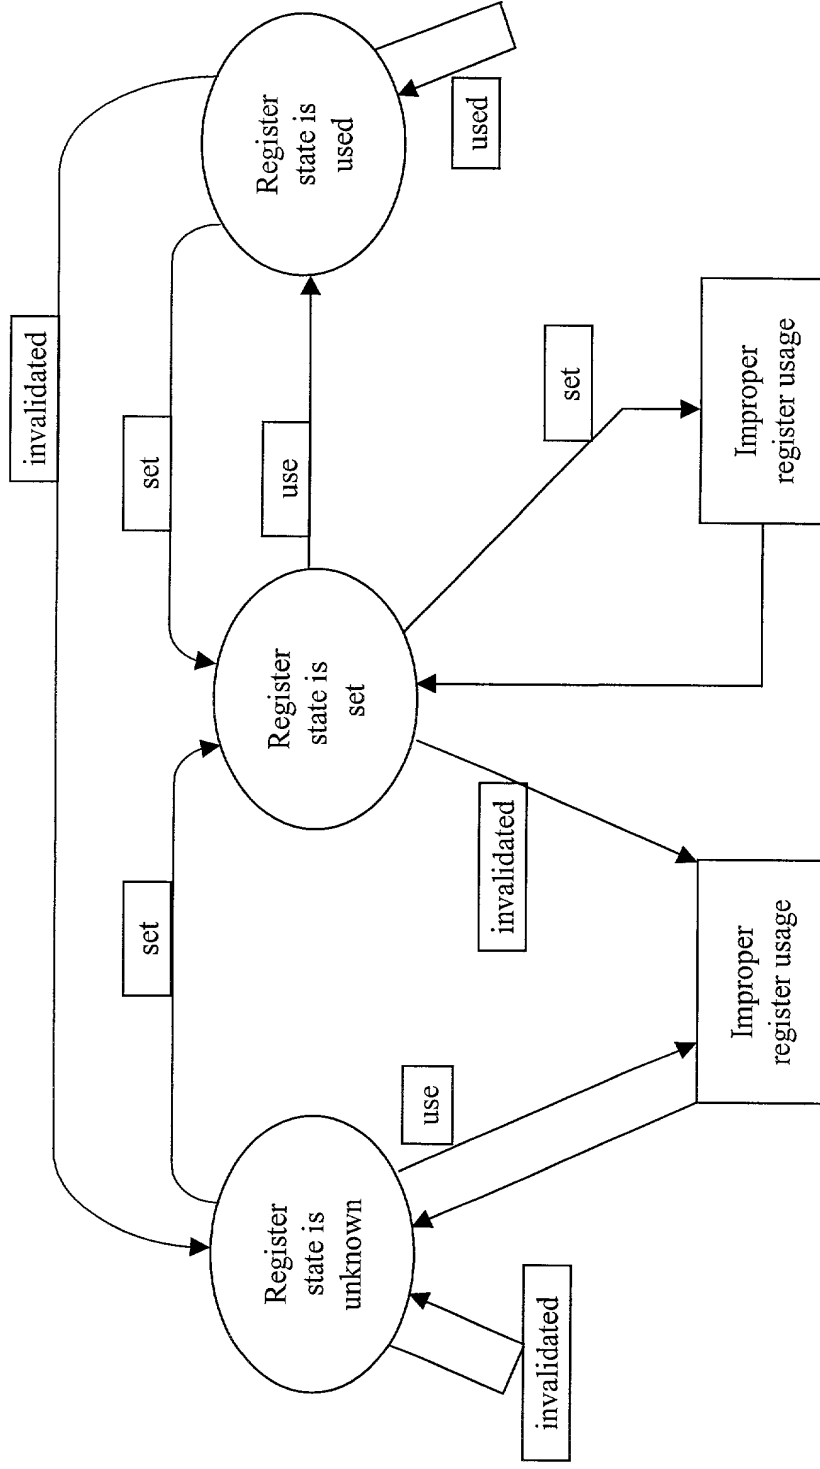 invalidated
set
set
use
Register
state is
unknown
Register
state is
set
Register
state is
used
use
invalidated
set
used
invalidated
Improper
register usage
Improper
register usage